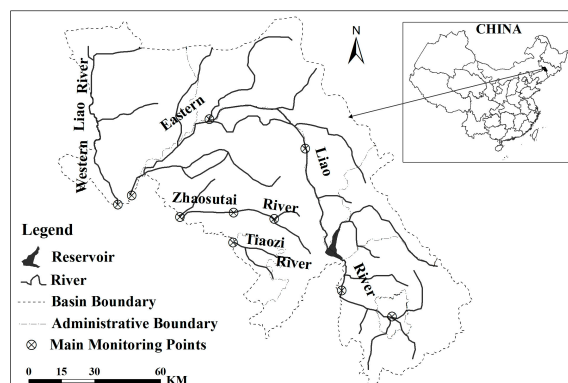 CHINA
N
Western Liao River
Eastern
Liao
River
Zhaosutai River
Tiaozi
River
Legend
Reservoir
River
Basin Boundary
Administrative Boundary
Main Monitoring Points
0 15 30 60
KM